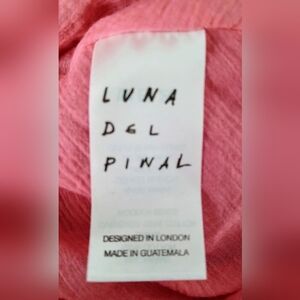 LUNA
DEL
PINAL
DESIGNED IN LONDON
MADE IN GUATEMALA